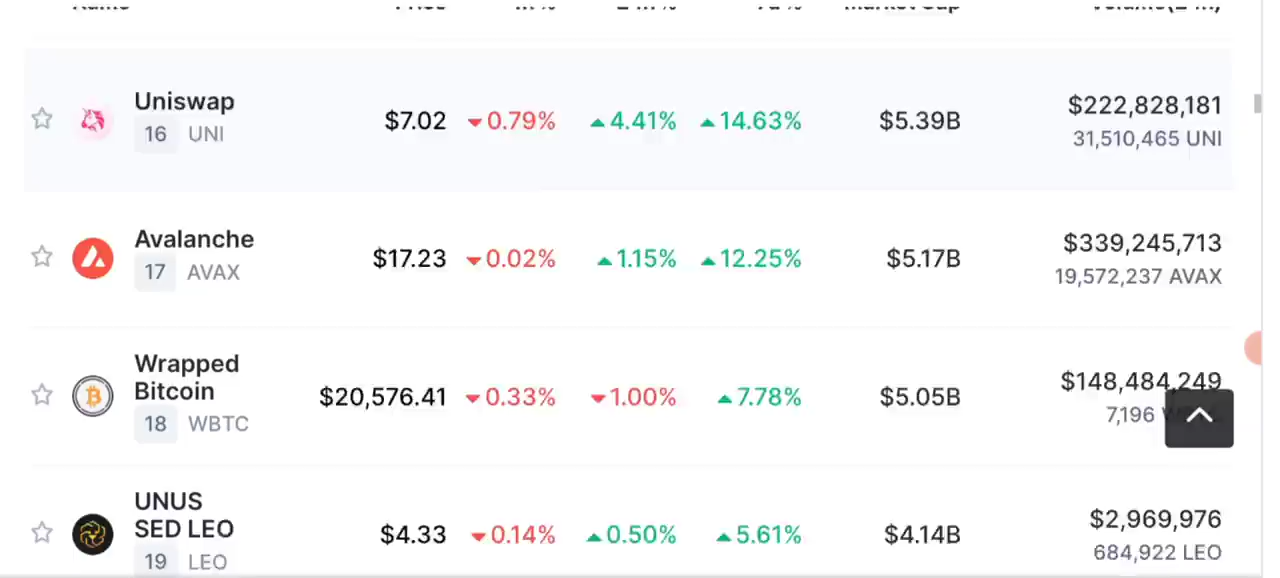 Uniswap
16 UNI
$7.02 0.79% 4.41% 14.63% $5.39B
$222,828,181
31,510,465 UNI
Avalanche
17 AVAX
$17.23 0.02% 1.15% 12.25% $5.17B
$339,245,713
19,572,237 AVAX
Wrapped
Bitcoin
18 WBTC
$20,576.41 0.33% 1.00% 7.78% $5.05B
$148,484,249
7,196
UNUS
SED LEO
19 LEO
$4.33 0.14% 0.50% 5.61% $4.14B
$2,969,976
684,922 LEO